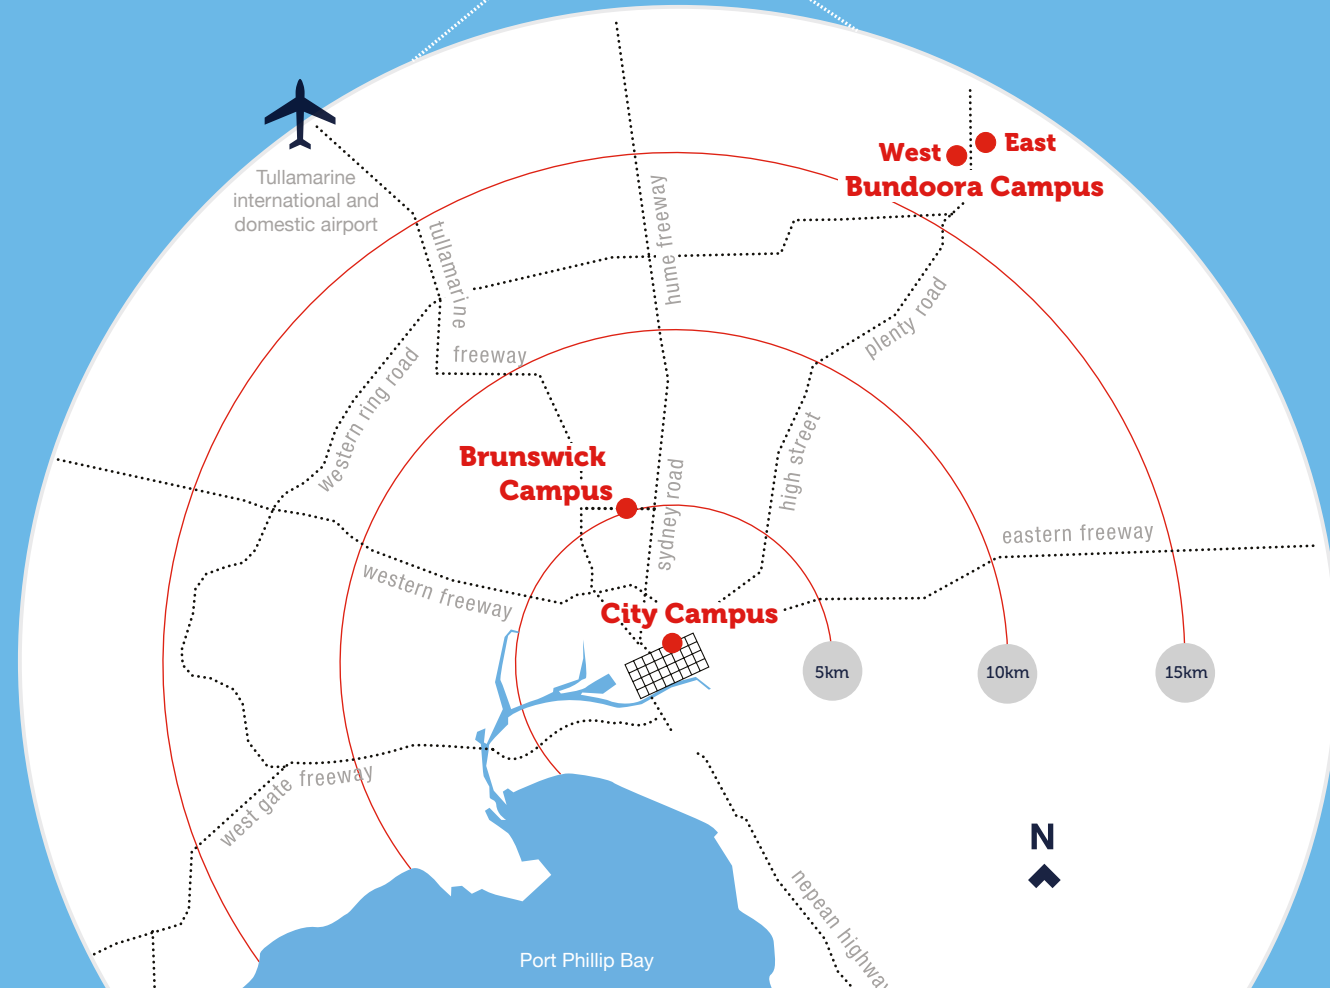 West
East
Bundoora Campus
Tullamarine
international and
domestic airport
tullamarine
freeway
hume freeway
plenty road
western ring road
high street
Brunswick
Campus
sydney road
eastern freeway
western freeway
City Campus
5km
10km
15km
west gate freeway
N
nepean highway
Port Phillip Bay